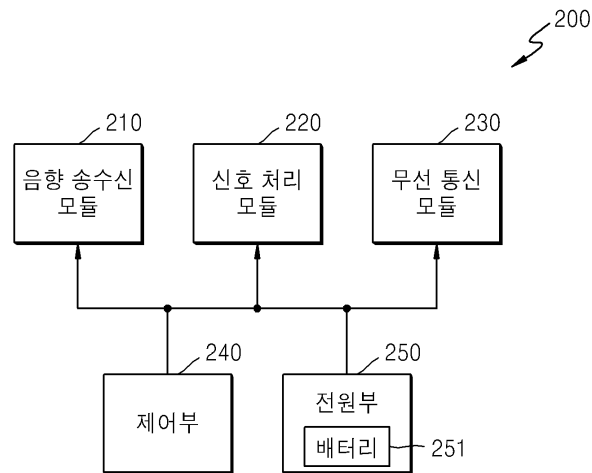 200
210
220
230
음향 송수신
모듈
신호 처리
모듈
무선 통신
모듈
240
250
제어부
전원부
배터리
251